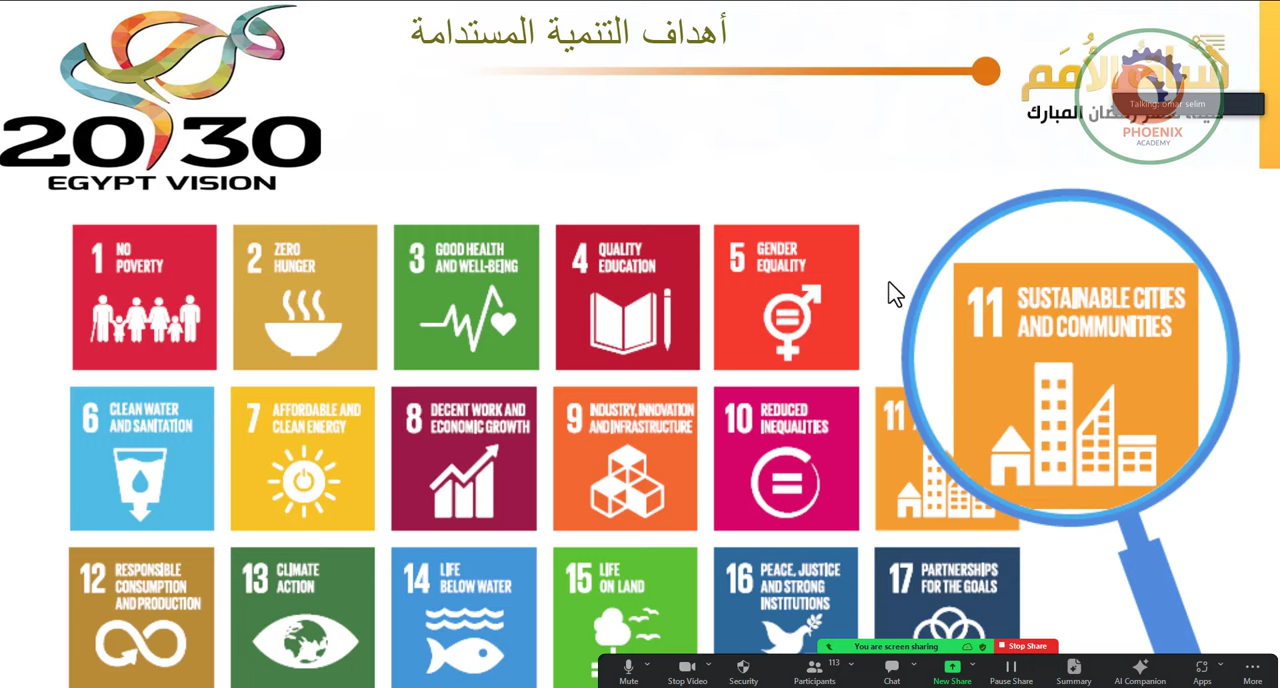 أهداف التنمية المستدامة
2030
EGYPT VISION
Talking: omar selim
المبارك
PHOENIX
ACADEMY
1 NO
POVERTY
2 ZERO
HUNGER
3 GOOD HEALTH
AND WELL-BEING
4 QUALITY
EDUCATION
5 GENDER
EQUALITY
11 SUSTAINABLE CITIES
AND COMMUNITIES
6 CLEAN WATER
AND SANITATION
7 AFFORDABLE AND
CLEAN ENERGY
8 DECENT WORK AND
ECONOMIC GROWTH
9 INDUSTRY, INNOVATION
AND INFRASTRUCTURE
10 REDUCED
INEQUALITIES
11
12 RESPONSIBLE
CONSUMPTION
AND PRODUCTION
13 CLIMATE
ACTION
14 LIFE
BELOW WATER
15 LIFE
ON LAND
16 PEACE, JUSTICE
AND STRONG
INSTITUTIONS
17 PARTNERSHIPS
FOR THE GOALS
You are screen sharing
Stop Share
Mute
Stop Video
Security
Participants 113
Chat
New Share
Pause Share
Summary
AI Companion
Apps
More